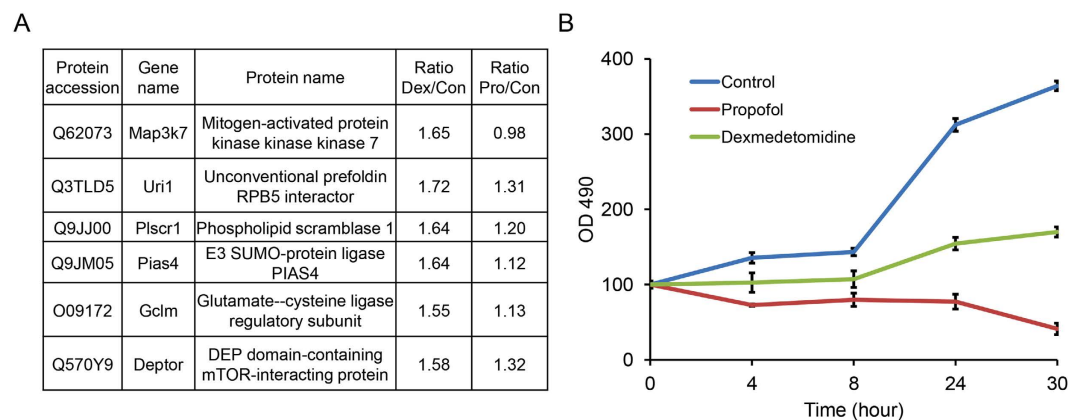 A
Protein accession Gene name Protein name Ratio Dex/Con Ratio Pro/Con
Q62073 Map3k7 Mitogen-activated protein kinase kinase kinase 7 1.65 0.98
Q3TLD5 Uri1 Unconventional prefoldin RPB5 interactor 1.72 1.31
Q9JJ00 Plscr1 Phospholipid scramblase 1 1.64 1.20
Q9JM05 Pias4 E3 SUMO-protein ligase PIAS4 1.64 1.12
O09172 Gclm Glutamate--cysteine ligase regulatory subunit 1.55 1.13
Q570Y9 Deptor DEP domain-containing mTOR-interacting protein 1.58 1.32
B
OD 490
400
300
200
100
0
Control
Propofol
Dexmedetomidine
0 4 8 24 30
Time (hour)